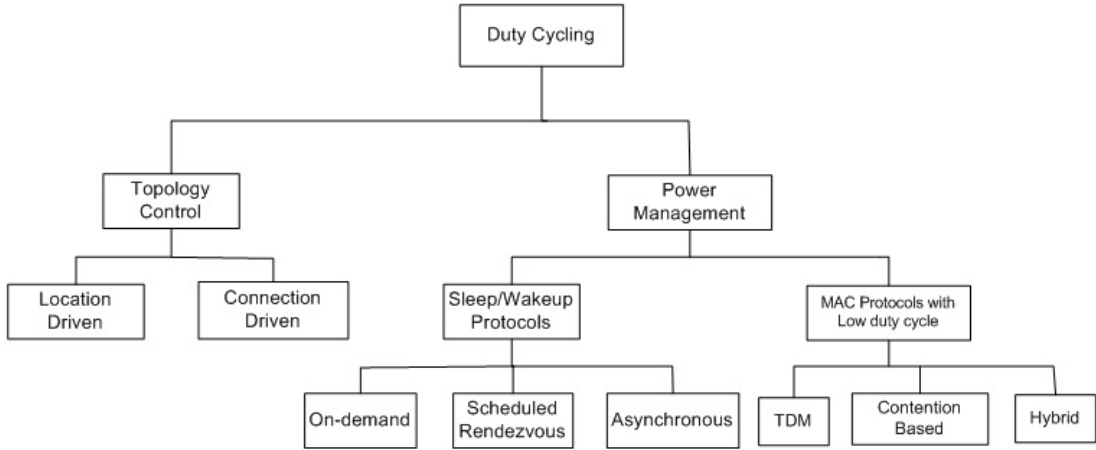 Duty Cycling
Topology
Control
Power
Management
Location
Driven
Connection
Driven
Sleep/Wakeup
Protocols
MAC Protocols with
Low duty cycle
On-demand
Scheduled
Rendezvous
Asynchronous
TDM
Contention
Based
Hybrid